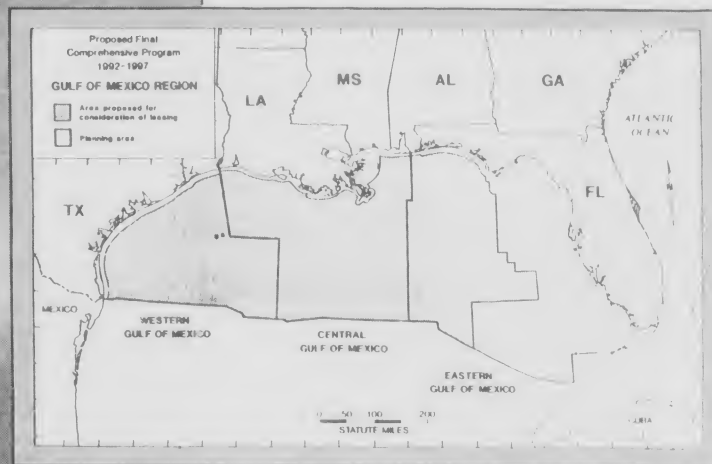 Proposed Final
Comprehensive Program
1992-1997
GULF OF MEXICO REGION
Area proposed for
consideration of leasing
Planning area
LA
MS
AL
GA
ATLANTIC
OCEAN
TX
FL
MEXICO
WESTERN
GULF OF MEXICO
CENTRAL
GULF OF MEXICO
EASTERN
GULF OF MEXICO
0 50 100 200
STATUTE MILES
CUBA